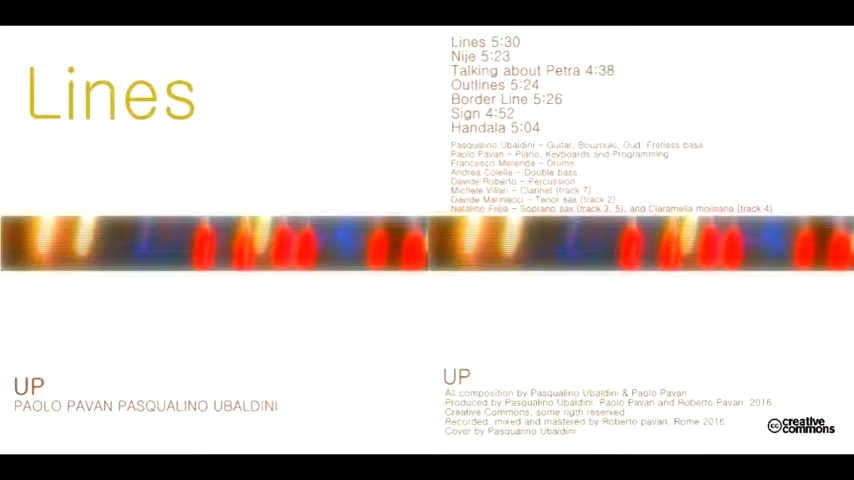 Lines
UP
PAOLO PAVAN PASQUALINO UBALDINI
Lines 5:30
Nije 5:23
Talking about Petra 4:38
Outlines 5:24
Border Line 5:26
Sign 4:52
Handala 5:04
Pasqualino Ubaldini - Guitar, Bouzouki, Oud, Fretless bass
Paolo Pavan - Piano, Keyboards and Programming
Francesco Merenda - Drums
Andrea Colella - Double bass
Davide Roberto - Percussion
Michele Villari - Clarinet (track 7)
Davide Marinacci - Tenor sax (track 2)
Natalino - Soprano sax (track 3, 5), and Ciaramella molisana (track 4)
UP
All composition by Pasqualino Ubaldini & Paolo Pavan
Produced by Pasqualino Ubaldini, Paolo Pavan and Roberto Pavan, 2016
Creative Commons, some rigth reserved
Recorded, mixed and mastered by Roberto pavan, Rome 2016
Cover by Pasqualino Ubaldini
cc creative
commons